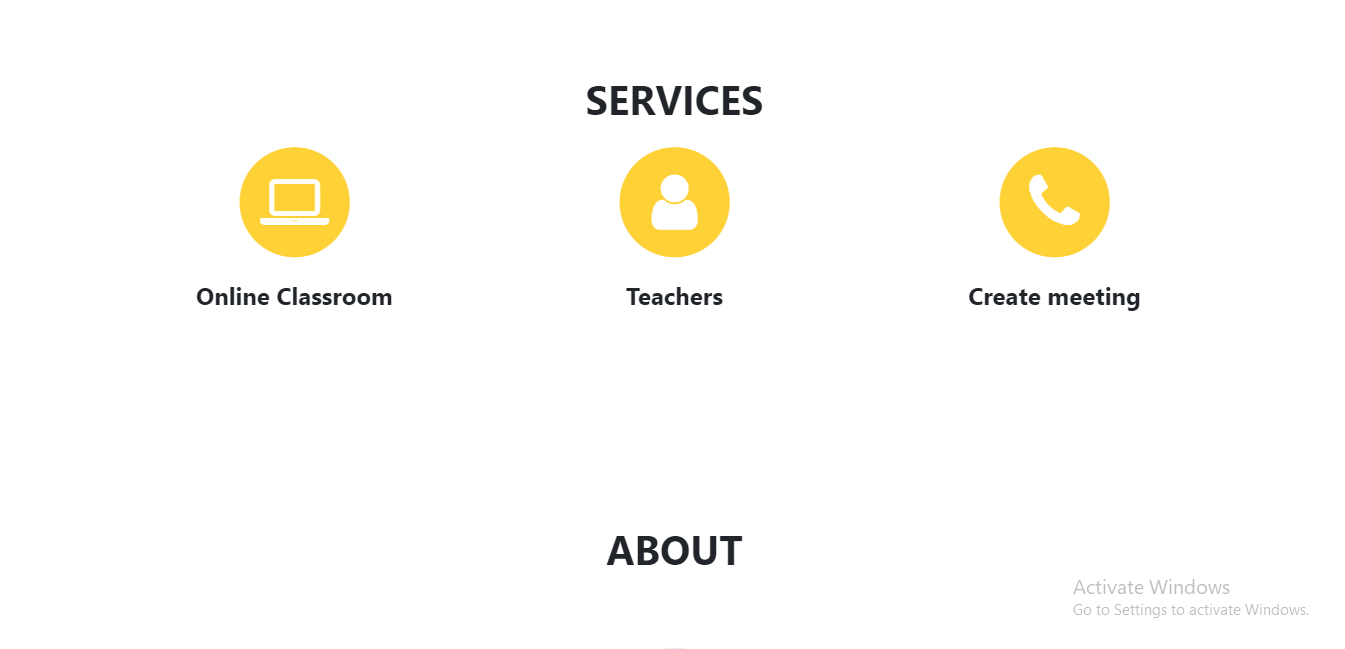 SERVICES
Online Classroom
Teachers
Create meeting
ABOUT
Activate Windows
Go to Settings to activate Windows.